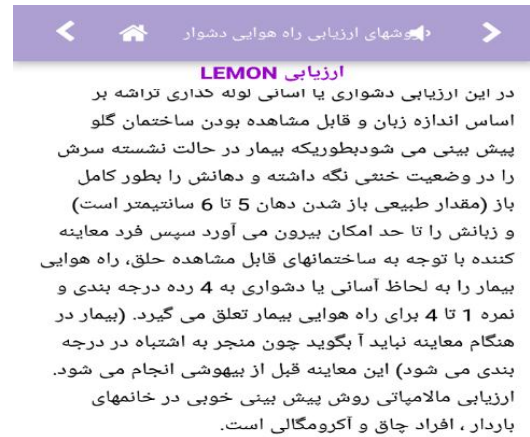 روشهای ارزیابی راه هوایی دشوار
ارزیابی LEMON
در این ارزیابی دشواری یا آسانی لوله گذاری تراشه بر
اساس اندازه زبان و قابل مشاهده بودن ساختمان گلو
پیش بینی می شودبطوریکه بیمار در حالت نشسته سرش
را در وضعیت خنثی نگه داشته و دهانش را بطور کامل
باز (مقدار طبیعی باز شدن دهان 5 تا 6 سانتیمتر است)
و زبانش را تا حد امکان بیرون می آورد سپس فرد معاینه
کننده با توجه به ساختمانهای قابل مشاهده حلق، راه هوایی
بیمار را به لحاظ آسانی یا دشواری به 4 رده درجه بندی و
نمره 1 تا 4 برای راه هوایی بیمار تعلق می گیرد. (بیمار در
هنگام معاینه نباید آ بگوید چون منجر به اشتباه در درجه
بندی می شود) این معاینه قبل از بیهوشی انجام می شود.
ارزیابی مالامپاتی روش پیش بینی خوبی در خانمهای
باردار ، افراد چاق و آکرومگالی است.